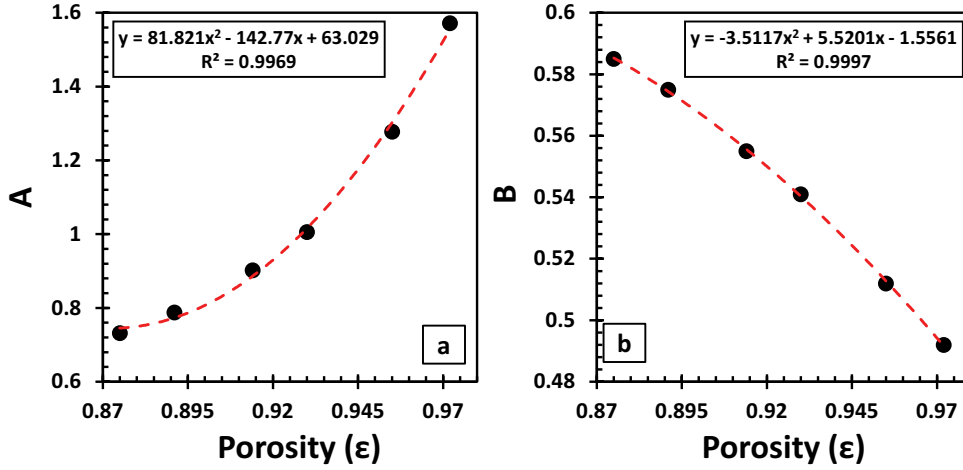 y = 81.821x² - 142.77x + 63.029
R² = 0.9969
1.6
1.4
1.2
1
0.8
0.6
A
a
0.87
0.895
0.92
0.945
0.97
Porosity (ε)
y = -3.5117x² + 5.5201x - 1.5561
R² = 0.9997
0.6
0.58
0.56
0.54
0.52
0.5
0.48
B
b
0.87
0.895
0.92
0.945
0.97
Porosity (ε)